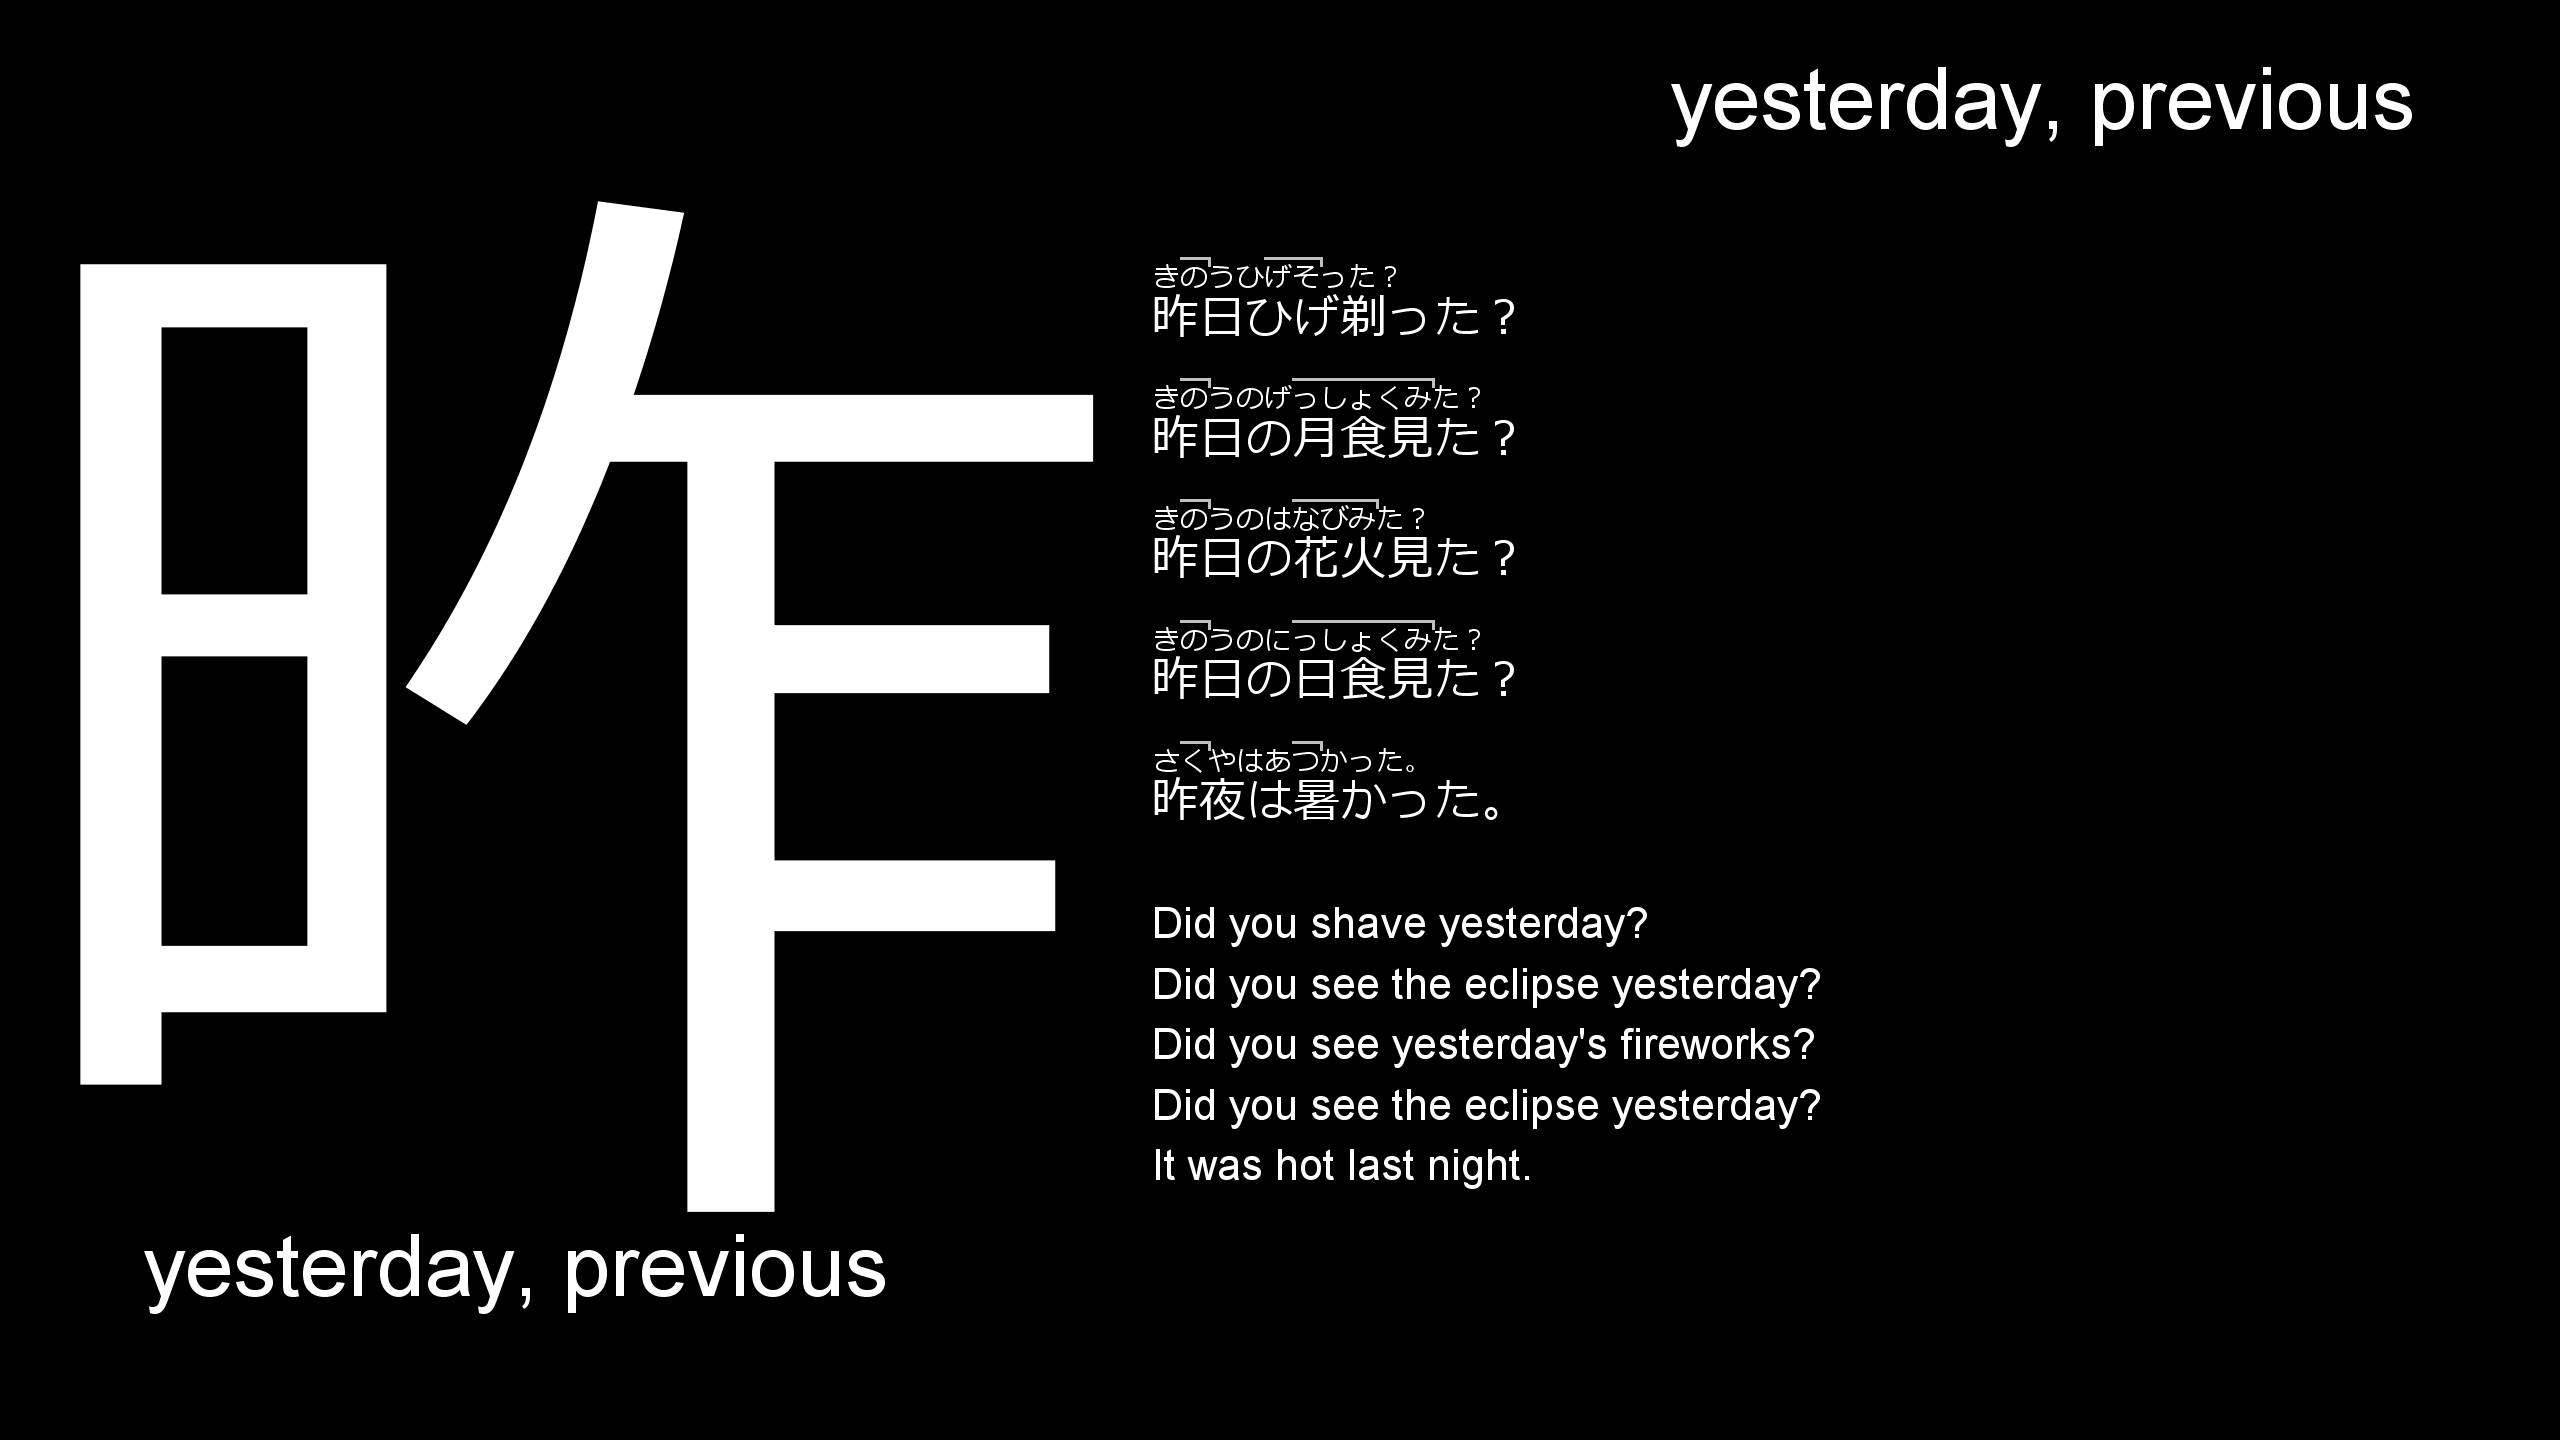 yesterday, previous
昨
きのうひげそった？
昨日ひげ剃った？
きのうのげっしょくみた？
昨日の月食見た？
きのうのはなびみた？
昨日の花火見た？
きのうのにっしょくみた？
昨日の日食見た？
さくやはあつかった。
昨夜は暑かった。
Did you shave yesterday?
Did you see the eclipse yesterday?
Did you see yesterday's fireworks?
Did you see the eclipse yesterday?
It was hot last night.
yesterday, previous